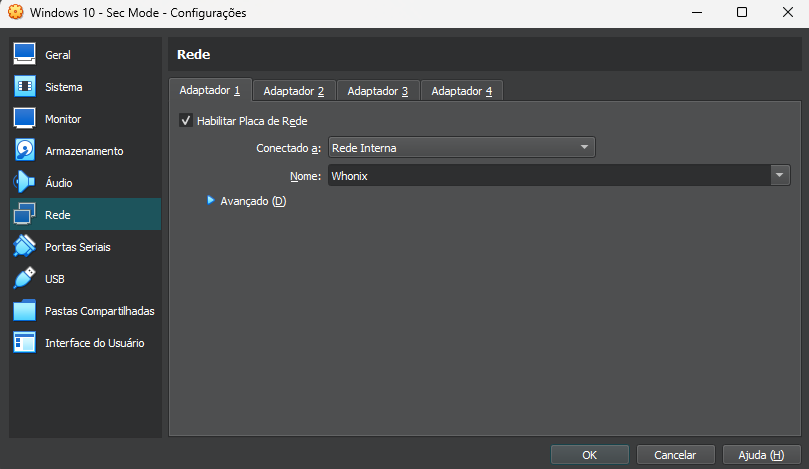 Windows 10 - Sec Mode - Configurações
Geral
Sistema
Monitor
Armazenamento
Áudio
Rede
Portas Seriais
USB
Pastas Compartilhadas
Interface do Usuário
Rede
Adaptador 1 Adaptador 2 Adaptador 3 Adaptador 4
Habilitar Placa de Rede
Conectado a: Rede Interna
Nome: Whonix
Avançado (D)
OK Cancelar Ajuda (H)